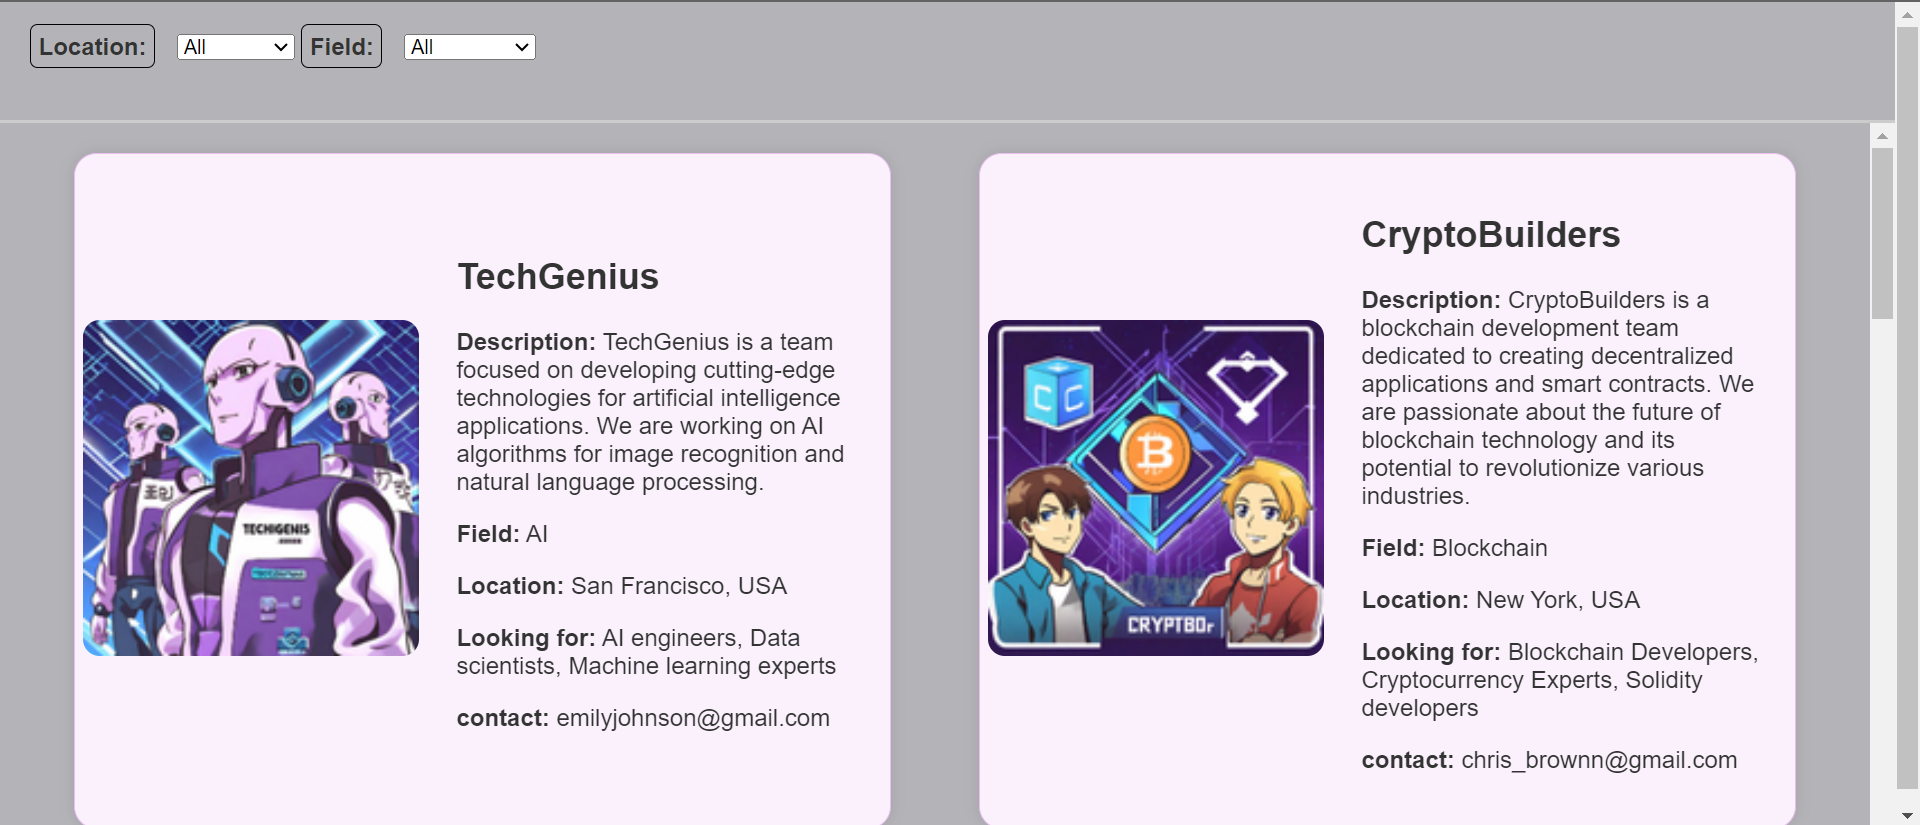 Location: All Field: All
TechGenius
Description: TechGenius is a team
focused on developing cutting-edge
technologies for artificial intelligence
applications. We are working on AI
algorithms for image recognition and
natural language processing.
Field: AI
Location: San Francisco, USA
Looking for: AI engineers, Data
scientists, Machine learning experts
contact: emilyjohnson@gmail.com
TECHGENIS
CryptoBuilders
Description: CryptoBuilders is a
blockchain development team
dedicated to creating decentralized
applications and smart contracts. We
are passionate about the future of
blockchain technology and its
potential to revolutionize various
industries.
Field: Blockchain
Location: New York, USA
Looking for: Blockchain Developers,
Cryptocurrency Experts, Solidity
developers
contact: chris_brownn@gmail.com
C C
CRYPTBDr